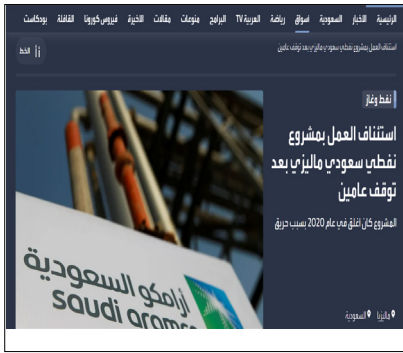 الرئيسية الأخبار السعودية أسواق رياضة العربية TV البرامج منوعات مقالات الأخيرة فيروس كورونا القافلة بودكاست
استئناف العمل بمشروع نفطي سعودي ماليزي بعد توقف عامين
الخط
نفط وغاز
استئناف العمل بمشروع
نفطي سعودي ماليزي بعد
توقف عامين
المشروع كان اغلق في عام 2020 بسبب حريق
أرامكو السعودية
saudi aramco
ماليزيا السعودية